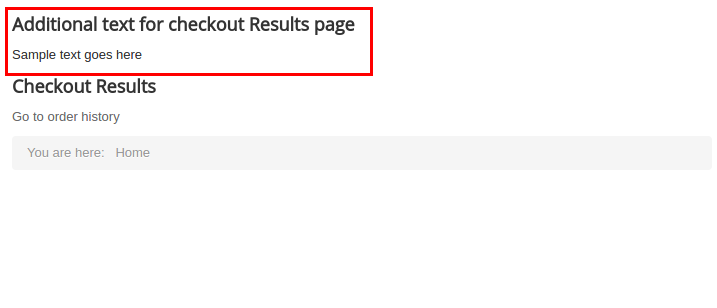 Additional text for checkout Results page
Sample text goes here
Checkout Results
Go to order history
You are here: Home